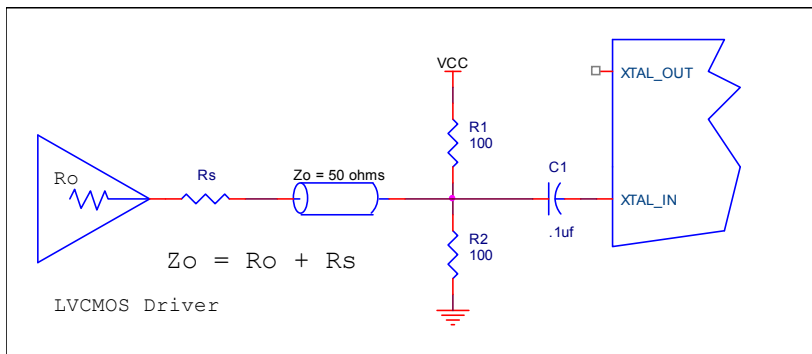 VCC
XTAL_OUT
R1
100
Ro
Rs
Zo = 50 ohms
C1
XTAL_IN
.1uf
R2
100
Zo = Ro + Rs
LVCMOS Driver